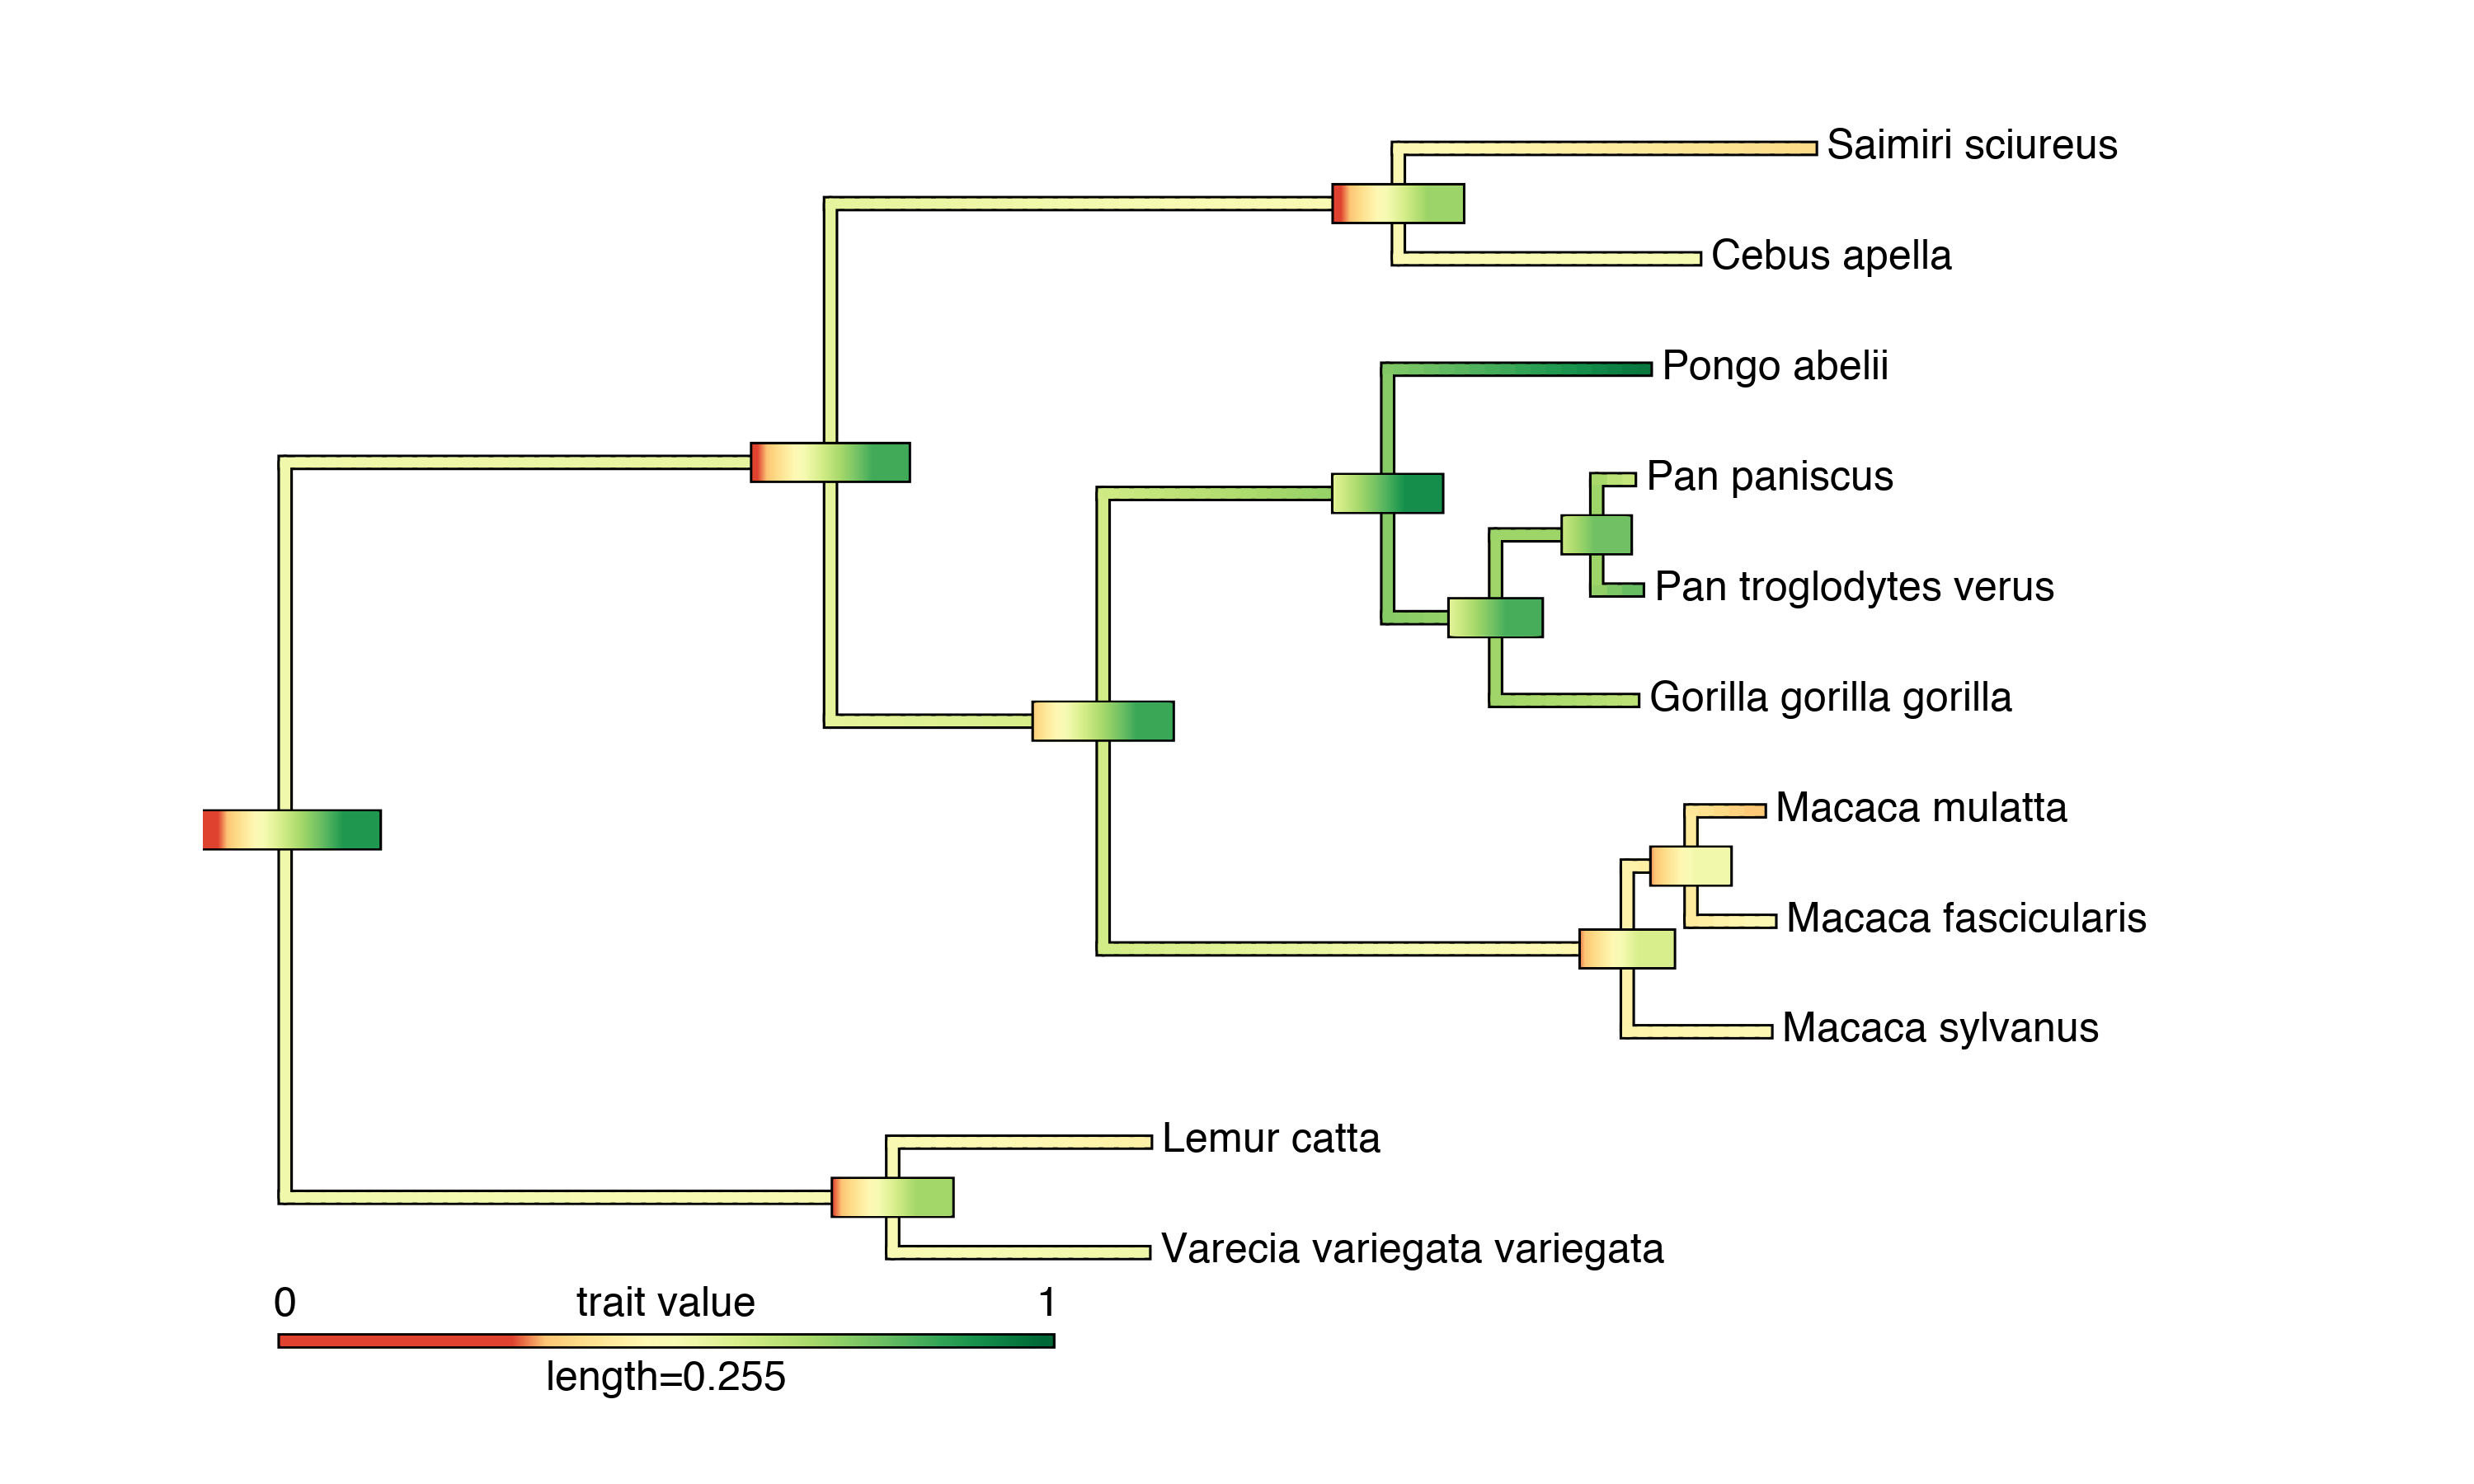 Saimiri sciureus
Cebus apella
Pongo abelii
Pan paniscus
Pan troglodytes verus
Gorilla gorilla gorilla
Macaca mulatta
Macaca fascicularis
Macaca sylvanus
Lemur catta
Varecia variegata variegata
0 trait value 1
length=0.255